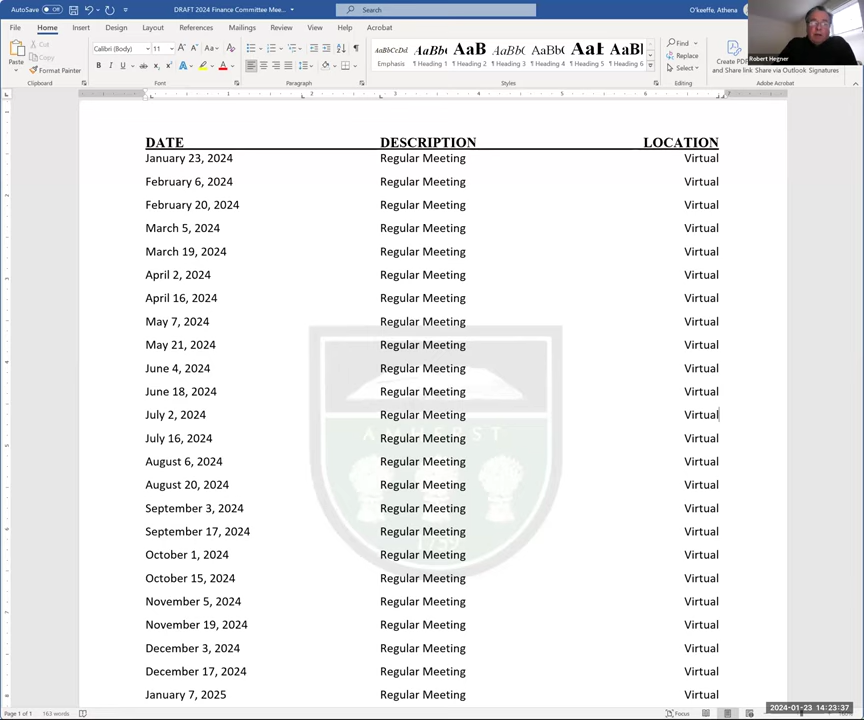 AutoSave Off DRAFT 2024 Finance Committee Mee... Search O'keeffe, Athena
File Home Insert Design Layout References Mailings Review View Help Acrobat
Paste Cut Copy Format Painter Calibri (Body) 11 Emphasis ¶ Heading 1 ¶ Heading 2 ¶ Heading 3 ¶ Heading 4 ¶ Heading 5 ¶ Heading 6 Find Replace Select Create PDF and Share link Share via Outlook Signatures
Robert Hegner
Clipboard Font Paragraph Styles Editing Adobe Acrobat
DATE DESCRIPTION LOCATION
January 23, 2024 Regular Meeting Virtual
February 6, 2024 Regular Meeting Virtual
February 20, 2024 Regular Meeting Virtual
March 5, 2024 Regular Meeting Virtual
March 19, 2024 Regular Meeting Virtual
April 2, 2024 Regular Meeting Virtual
April 16, 2024 Regular Meeting Virtual
May 7, 2024 Regular Meeting Virtual
May 21, 2024 Regular Meeting Virtual
June 4, 2024 Regular Meeting Virtual
June 18, 2024 Regular Meeting Virtual
July 2, 2024 Regular Meeting Virtual
AMHERST
July 16, 2024 Regular Meeting Virtual
August 6, 2024 Regular Meeting Virtual
August 20, 2024 Regular Meeting Virtual
September 3, 2024 Regular Meeting Virtual
September 17, 2024 Regular Meeting Virtual
1759
October 1, 2024 Regular Meeting Virtual
October 15, 2024 Regular Meeting Virtual
November 5, 2024 Regular Meeting Virtual
November 19, 2024 Regular Meeting Virtual
December 3, 2024 Regular Meeting Virtual
December 17, 2024 Regular Meeting Virtual
January 7, 2025 Regular Meeting Virtual
Page 1 of 1 163 words Focus
2024-01-23 14:23:37